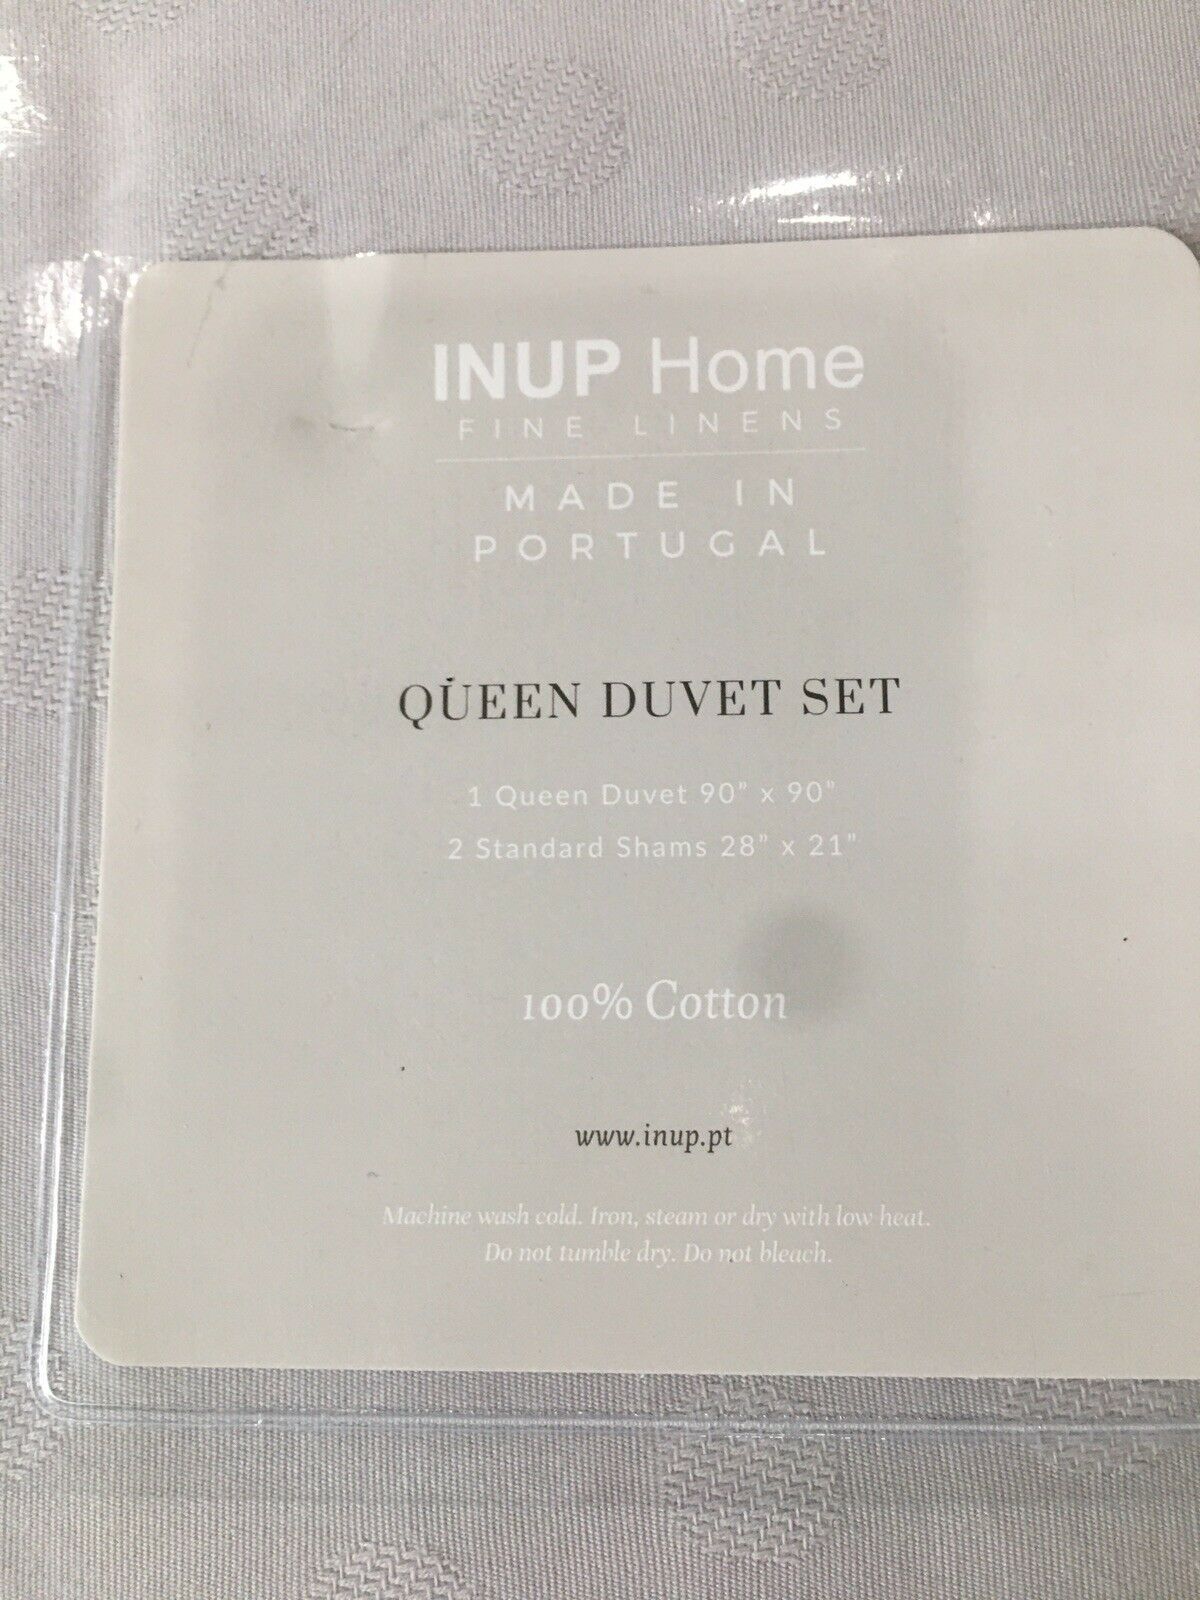 INUP Home
FINE LINENS
MADE IN
PORTUGAL
QUEEN DUVET SET
1 Queen Duvet 90” x 90”
2 Standard Shams 28” x 21”
100% Cotton
www.inup.pt
Machine wash cold. Iron, steam or dry with low heat.
Do not tumble dry. Do not bleach.